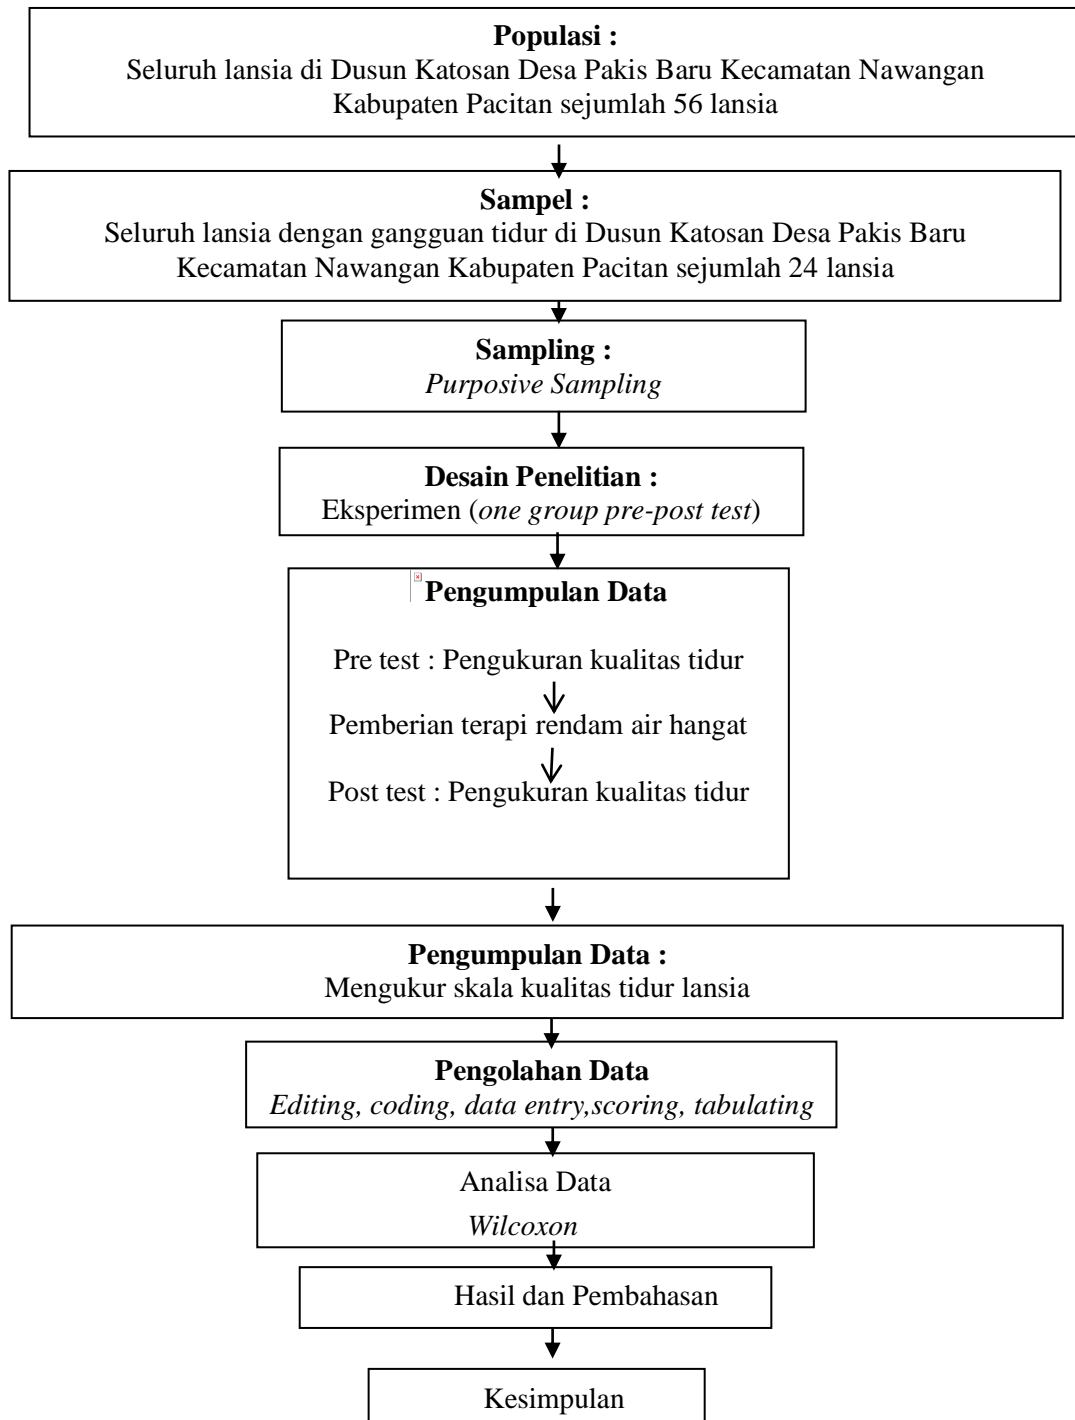 Populasi :
Seluruh lansia di Dusun Katosan Desa Pakis Baru Kecamatan Nawangan
Kabupaten Pacitan sejumlah 56 lansia
Sampel :
Seluruh lansia dengan gangguan tidur di Dusun Katosan Desa Pakis Baru
Kecamatan Nawangan Kabupaten Pacitan sejumlah 24 lansia
Sampling :
Purposive Sampling
Desain Penelitian :
Eksperimen (one group pre-post test)
Pengumpulan Data
Pre test : Pengukuran kualitas tidur
Pemberian terapi rendam air hangat
Post test : Pengukuran kualitas tidur
Pengumpulan Data :
Mengukur skala kualitas tidur lansia
Pengolahan Data
Editing, coding, data entry,scoring, tabulating
Analisa Data
Wilcoxon
Hasil dan Pembahasan
Kesimpulan